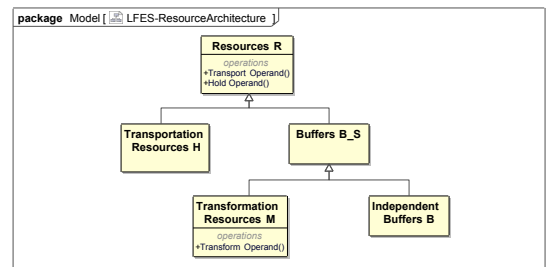 package Model [ LFES-ResourceArchitecture ]
Resources R
operations
+Transport Operand()
+Hold Operand()
Transportation
Resources H
Buffers B_S
Transformation
Resources M
operations
+Transform Operand()
Independent
Buffers B